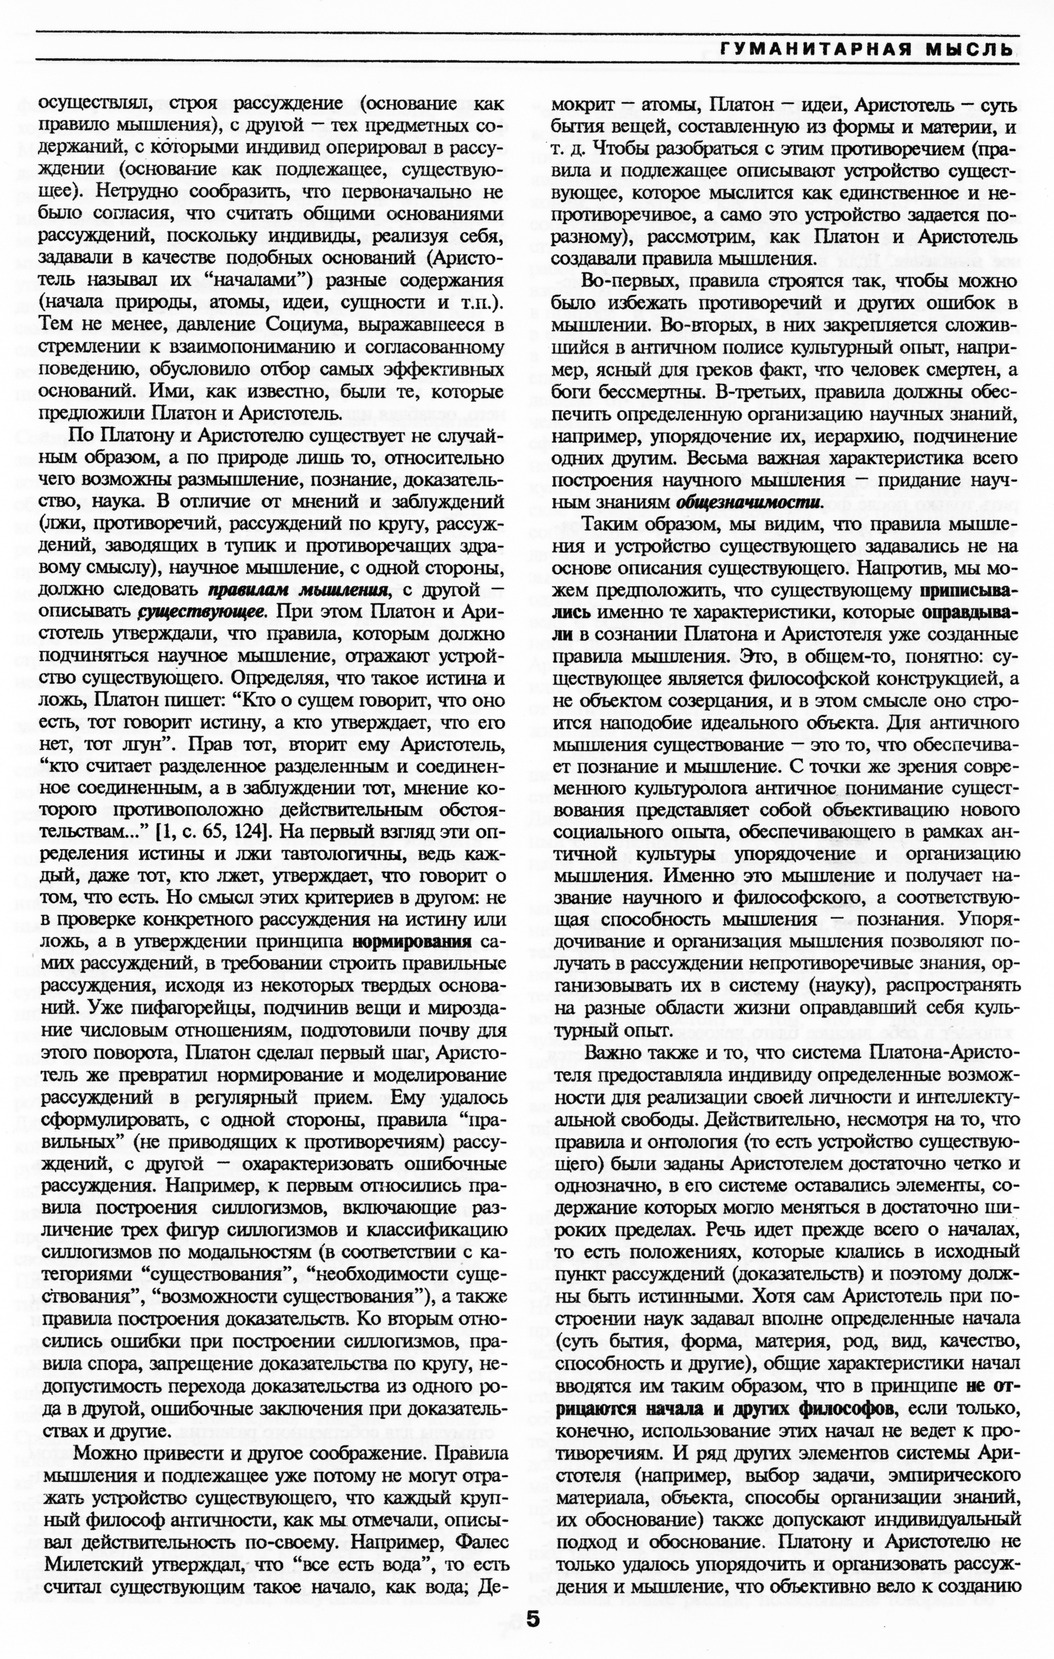 ГУМАНИТАРНАЯ МЫСЛЬ
осуществлял, строя рассуждение (основание как
правило мышления), с другой — тех предметных со-
держаний, с которыми индивид оперировал в рассу-
ждении (основание как подлежащее, существую-
щее). Нетрудно сообразить, что первоначально не
было согласия, что считать общими основаниями
рассуждений, поскольку индивиды, реализуя себя,
задавали в качестве подобных оснований (Аристо-
тель называл их “началами”) разные содержания
(начала природы, атомы, идеи, сущности и т.п.).
Тем не менее, давление Социума, выражавшееся в
стремлении к взаимопониманию и согласованному
поведению, обусловило отбор самых эффективных
оснований. Ими, как известно, были те, которые
предложили Платон и Аристотель.
По Платону и Аристотелю существует не случай-
ным образом, а по природе лишь то, относительно
чего возможны размышление, познание, доказатель-
ство, наука. В отличие от мнений и заблуждений
(лжи, противоречий, рассуждений по кругу, рассуж-
дений, заводящих в тупик и противоречащих здра-
вому смыслу), научное мышление, с одной стороны,
должно следовать правилам мышления, с другой —
описывать существующее. При этом Платон и Ари-
стотель утверждали, что правила, которым должно
подчиняться научное мышление, отражают устрой-
ство существующего. Определяя, что такое истина и
ложь, Платон пишет: “Кто о сущем говорит, что оно
есть, тот говорит истину, а кто утверждает, что его
нет, тот лгун”. Прав тот, вторит ему Аристотель,
“кто считает разделенное разделенным и соединен-
ное соединенным, а в заблуждении тот, мнение ко-
торого противоположно действительным обстоя-
тельствам...” [1, с. 65, 124]. На первый взгляд эти оп-
ределения истины и лжи тавтологичны, ведь каж-
дый, даже тот, кто лжет, утверждает, что говорит о
том, что есть. Но смысл этих критериев в другом: не
в проверке конкретного рассуждения на истину или
ложь, а в утверждении принципа нормирования са-
мих рассуждений, в требовании строить правильные
рассуждения, исходя из некоторых твердых основа-
ний. Уже пифагорейцы, подчинив вещи и мирозда-
ние числовым отношениям, подготовили почву для
этого поворота, Платон сделал первый шаг, Аристо-
тель же превратил нормирование и моделирование
рассуждений в регулярный прием. Ему удалось
сформулировать, с одной стороны, правила “пра-
вильных” (не приводящих к противоречиям) рассу-
ждений, с другой — охарактеризовать ошибочные
рассуждения. Например, к первым относились пра-
вила построения силлогизмов, включающие раз-
личение трех фигур силлогизмов и классификацию
силлогизмов по модальностям (в соответствии с ка-
тегориями “существования”, “необходимости суще-
ствования”, “возможности существования”), а также
правила построения доказательств. Ко вторым отно-
сились ошибки при построении силлогизмов, пра-
вила спора, запрещение доказательства по кругу, не-
допустимость перехода доказательства из одного ро-
да в другой, ошибочные заключения при доказатель-
ствах и другие.
Можно привести и другое соображение. Правила
мышления и подлежащее уже потому не могут отра-
жать устройство существующего, что каждый круп-
ный философ античности, как мы отмечали, описы-
вал действительность по-своему. Например, Фалес
Милетский утверждал, что “все есть вода”, то есть
считал существующим такое начало, как вода; Де-
мокрит — атомы, Платон — идеи, Аристотель — суть
бытия вещей, составленную из формы и материи, и
т. д. Чтобы разобраться с этим противоречием (пра-
вила и подлежащее описывают устройство сущест-
вующее, которое мыслится как единственное и не-
противоречивое, а само это устройство задается по-
разному), рассмотрим, как Платон и Аристотель
создавали правила мышления.
Во-первых, правила строятся так, чтобы можно
было избежать противоречий и других ошибок в
мышлении. Во-вторых, в них закрепляется сложив-
шийся в античном полисе культурный опыт, напри-
мер, ясный для греков факт, что человек смертен, а
боги бессмертны. В-третьих, правила должны обес-
печить определенную организацию научных знаний,
например, упорядочение их, иерархию, подчинение
одних другим. Весьма важная характеристика всего
построения научного мышления — придание науч-
ным знаниям общезначимости.
Таким образом, мы видим, что правила мышле-
ния и устройство существующего задавались не на
основе описания существующего. Напротив, мы мо-
жем предположить, что существующему приписыва-
лись именно те характеристики, которые оправдыва-
ли в сознании Платона и Аристотеля уже созданные
правила мышления. Это, в общем-то, понятно: су-
ществующее является философской конструкцией, а
не объектом созерцания, и в этом смысле оно стро-
ится наподобие идеального объекта. Для античного
мышления существование — это то, что обеспечива-
ет познание и мышление. С точки же зрения совре-
менного культуролога античное понимание сущест-
вования представляет собой объективацию нового
социального опыта, обеспечивающего в рамках ан-
тичной культуры упорядочение и организацию
мышления. Именно это мышление и получает на-
звание научного и философского, а соответствую-
щая способность мышления — познания. Упоря-
дочивание и организация мышления позволяют по-
лучать в рассуждении непротиворечивые знания, ор-
ганизовывать их в систему (науку), распространять
на разные области жизни оправдавший себя куль-
турный опыт.
Важно также и то, что система Платона-Аристо-
теля предоставляла индивиду определенные возмож-
ности для реализации своей личности и интеллекту-
альной свободы. Действительно, несмотря на то, что
правила и онтология (то есть устройство существую-
щего) были заданы Аристотелем достаточно четко и
однозначно, в его системе оставались элементы, со-
держание которых могло меняться в достаточно ши-
роких пределах. Речь идет прежде всего о началах,
то есть положениях, которые клались в исходный
пункт рассуждений (доказательств) и поэтому долж-
ны быть истинными. Хотя сам Аристотель при по-
строении наук задавал вполне определенные начала
(суть бытия, форма, материя, род, вид, качество,
способность и другие), общие характеристики начал
вводятся им таким образом, что в принципе не от-
рицаются начала и других философов, если только,
конечно, использование этих начал не ведет к про-
тиворечиям. И ряд других элементов системы Ари-
стотеля (например, выбор задачи, эмпирического
материала, объекта, способы организации знаний,
их обоснование) также допускают индивидуальный
подход и обоснование. Платону и Аристотелю не
только удалось упорядочить и организовать рассуж-
дения и мышление, что объективно вело к созданию
5